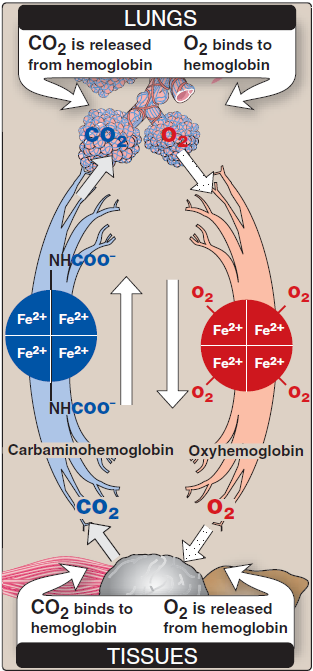 LUNGS
CO2 is released
from hemoglobin
O2 binds to
hemoglobin
CO2
O2
NHCOO-
Fe2+ Fe2+
Fe2+ Fe2+
NHCOO-
O2 O2
Fe2+ Fe2+
Fe2+ Fe2+
O2 O2
Carbaminohemoglobin
Oxyhemoglobin
CO2
O2
CO2 binds to
hemoglobin
O2 is released
from hemoglobin
TISSUES